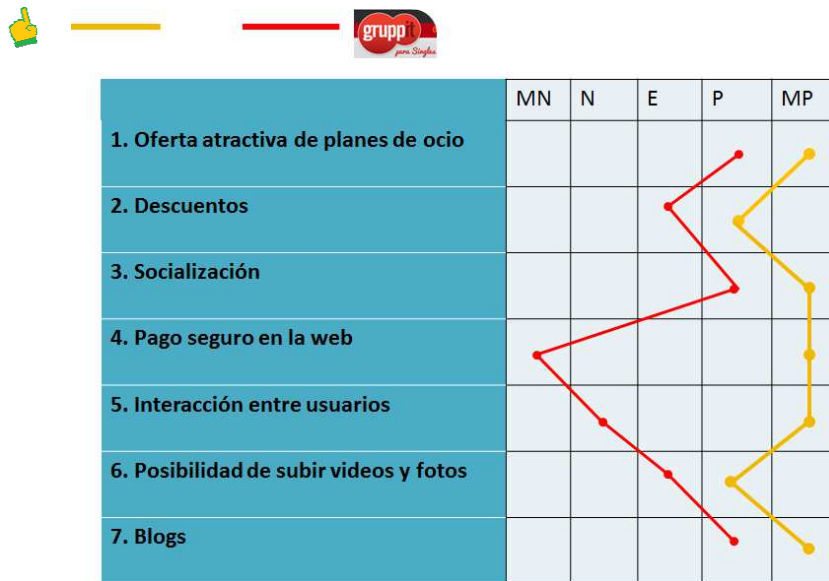 gruppit
para Singles
MN N E P MP
1. Oferta atractiva de planes de ocio
2. Descuentos
3. Socialización
4. Pago seguro en la web
5. Interacción entre usuarios
6. Posibilidad de subir videos y fotos
7. Blogs